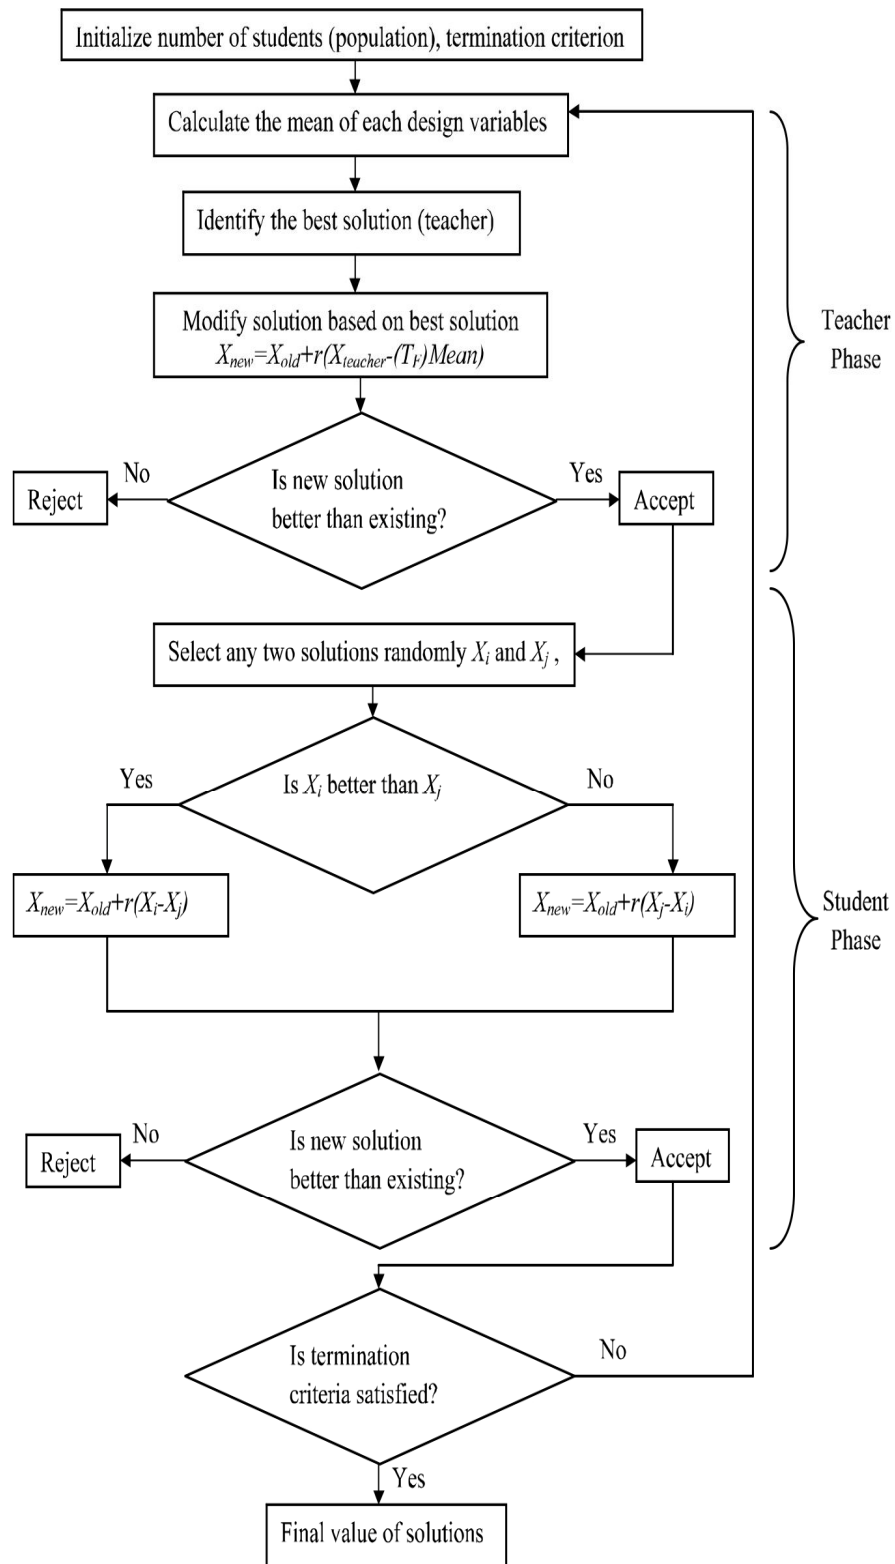 Initialize number of students (population), termination criterion
Calculate the mean of each design variables
Identify the best solution (teacher)
Modify solution based on best solution
Xnew=Xold+r(Xteacher-(TF)Mean)
Teacher
Phase
Is new solution
better than existing?
No
Yes
Reject
Accept
Select any two solutions randomly Xi and Xj ,
Is Xi better than Xj
Yes
No
Xnew=Xold+r(Xi-Xj)
Xnew=Xold+r(Xj-Xi)
Student
Phase
Is new solution
better than existing?
No
Yes
Reject
Accept
Is termination
criteria satisfied?
No
Yes
Final value of solutions